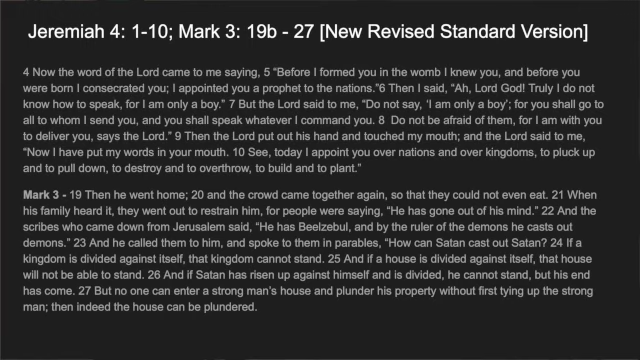 Jeremiah 4: 1-10; Mark 3: 19b - 27 [New Revised Standard Version]
4 Now the word of the Lord came to me saying, 5 “Before I formed you in the womb I knew you, and before you
were born I consecrated you; I appointed you a prophet to the nations.”6 Then I said, “Ah, Lord God! Truly I do not
know how to speak, for I am only a boy.” 7 But the Lord said to me, “Do not say, ‘I am only a boy’; for you shall go to
all to whom I send you, and you shall speak whatever I command you. 8  Do not be afraid of them, for I am with you
to deliver you, says the Lord.” 9 Then the Lord put out his hand and touched my mouth; and the Lord said to me,
“Now I have put my words in your mouth. 10 See, today I appoint you over nations and over kingdoms, to pluck up
and to pull down, to destroy and to overthrow, to build and to plant.”
Mark 3 - 19 Then he went home; 20 and the crowd came together again, so that they could not even eat. 21 When
his family heard it, they went out to restrain him, for people were saying, “He has gone out of his mind.” 22 And the
scribes who came down from Jerusalem said, “He has Beelzebul, and by the ruler of the demons he casts out
demons.” 23 And he called them to him, and spoke to them in parables, “How can Satan cast out Satan? 24 If a
kingdom is divided against itself, that kingdom cannot stand. 25 And if a house is divided against itself, that house
will not be able to stand. 26 And if Satan has risen up against himself and is divided, he cannot stand, but his end
has come. 27 But no one can enter a strong man’s house and plunder his property without first tying up the strong
man; then indeed the house can be plundered.